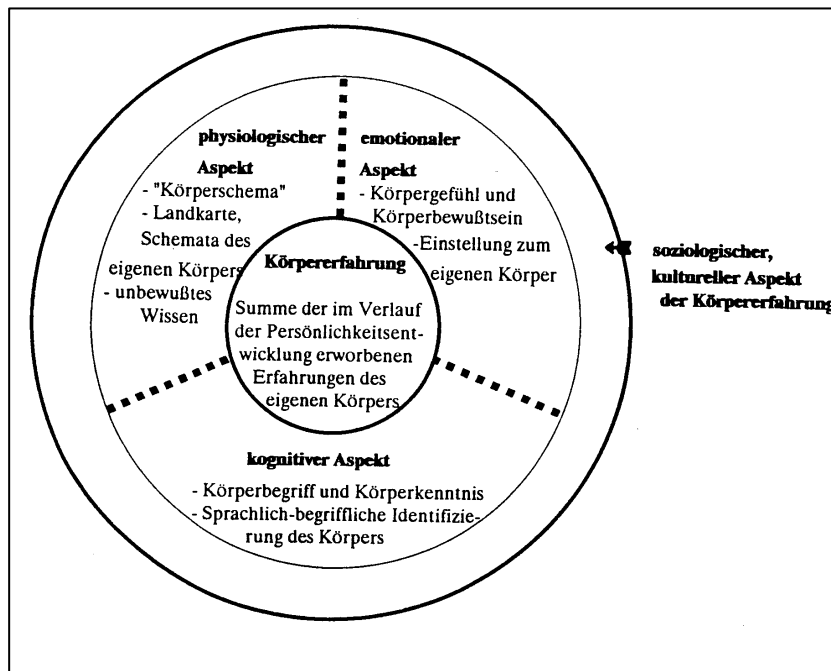 physiologischer
Aspekt
- "Körperschema"
- Landkarte,
Schemata des
eigenen Körpers
- unbewußtes
Wissen
emotionaler
Aspekt
- Körpergefühl und
Körperbewußtsein
-Einstellung zum
eigenen Körper
Körpererfahrung
Summe der im Verlauf
der Persönlichkeitsent-
wicklung erworbenen
Erfahrungen des
eigenen Körpers
kognitiver Aspekt
- Körperbegriff und Körperkenntnis
- Sprachlich-begriffliche Identifizie-
rung des Körpers
soziologischer,
kultureller Aspekt
der Körpererfahrung